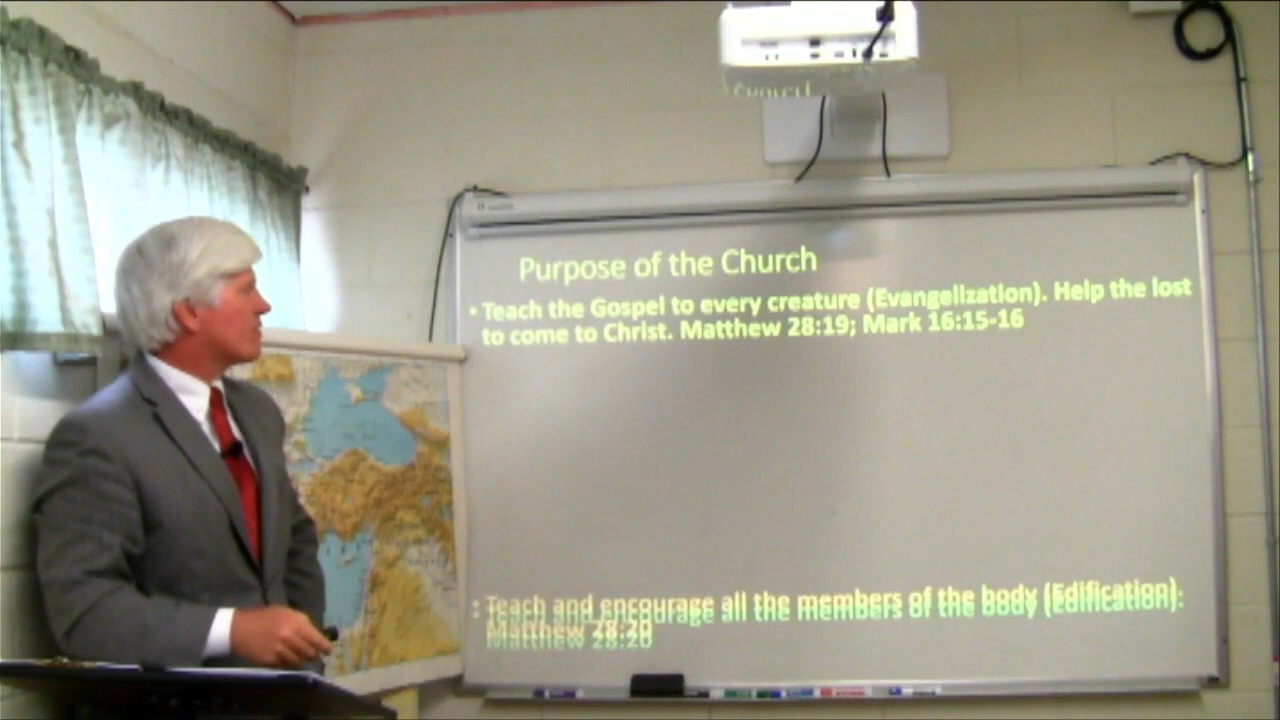 Purpose of the Church
• Teach the Gospel to every creature (Evangelization). Help the lost
to come to Christ. Matthew 28:19; Mark 16:15-16
• Teach and encourage all the members of the body (Edification):
Matthew 28:20